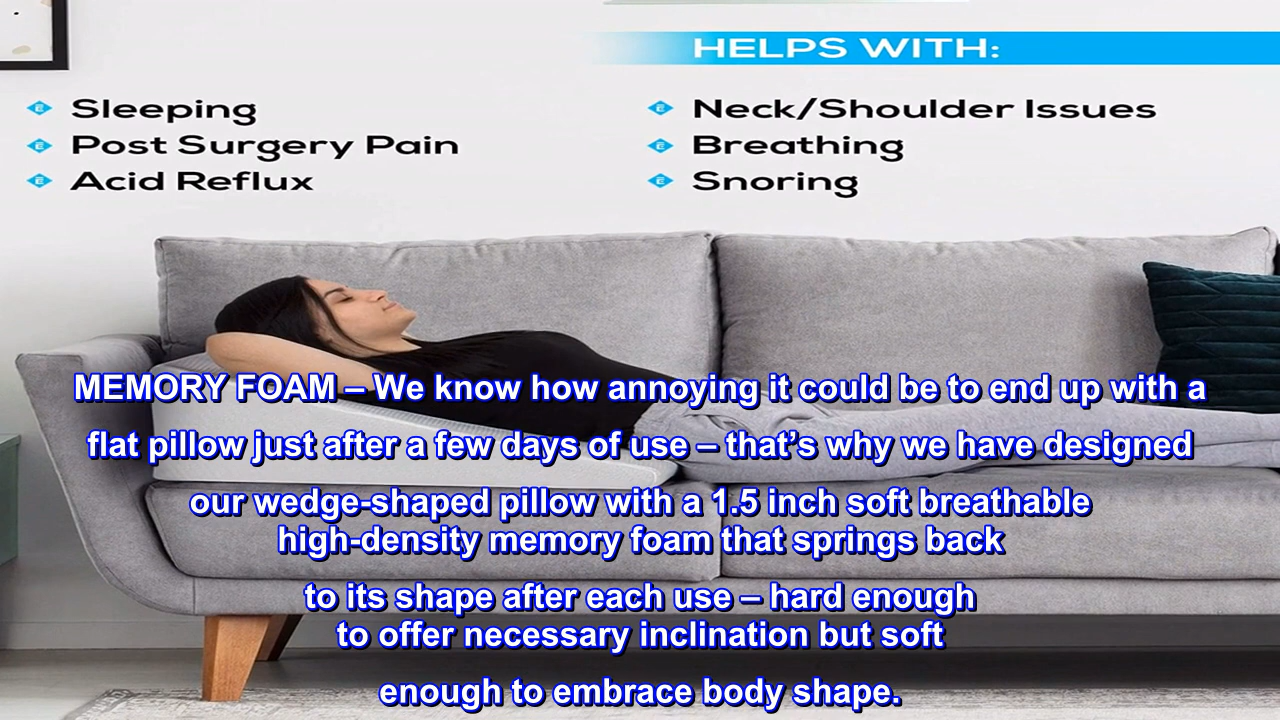 HELPS WITH:
Sleeping
Post Surgery Pain
Acid Reflux
Neck/Shoulder Issues
Breathing
Snoring
MEMORY FOAM – We know how annoying it could be to end up with a
flat pillow just after a few days of use – that’s why we have designed
our wedge-shaped pillow with a 1.5 inch soft breathable
high-density memory foam that springs back
to its shape after each use – hard enough
to offer necessary inclination but soft
enough to embrace body shape.